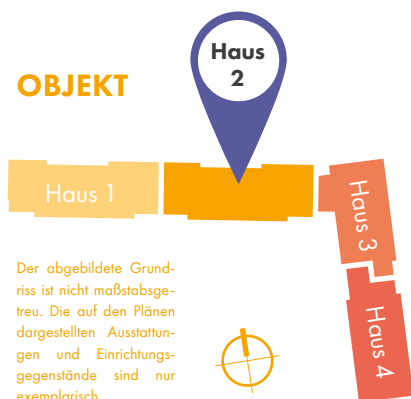 Haus
2
OBJEKT
Haus 1
Haus 3
Haus 4
Der abgebildete Grund-
riss ist nicht maßstabsge-
treu. Die auf den Plänen
dargestellten Ausstattun-
gen und Einrichtungs-
gegenstände sind nur
exemplarisch